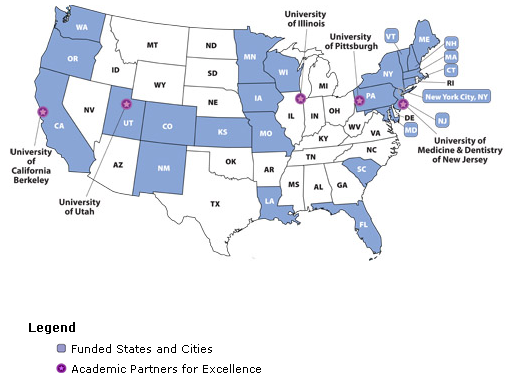 University
of Illinois
University
of Pittsburgh
VT
ME
NH
MA
CT
RI
New York City, NY
NJ
DE
MD
University of
Medicine & Dentistry
of New Jersey
WA
OR
CA
NV
ID
MT
WY
UT
AZ
CO
NM
ND
SD
NE
KS
OK
TX
MN
IA
MO
AR
LA
WI
IL
MI
IN
OH
KY
TN
MS
AL
GA
FL
SC
NC
VA
WV
PA
NY
University
of
California
Berkeley
University
of Utah
Legend
Funded States and Cities
Academic Partners for Excellence